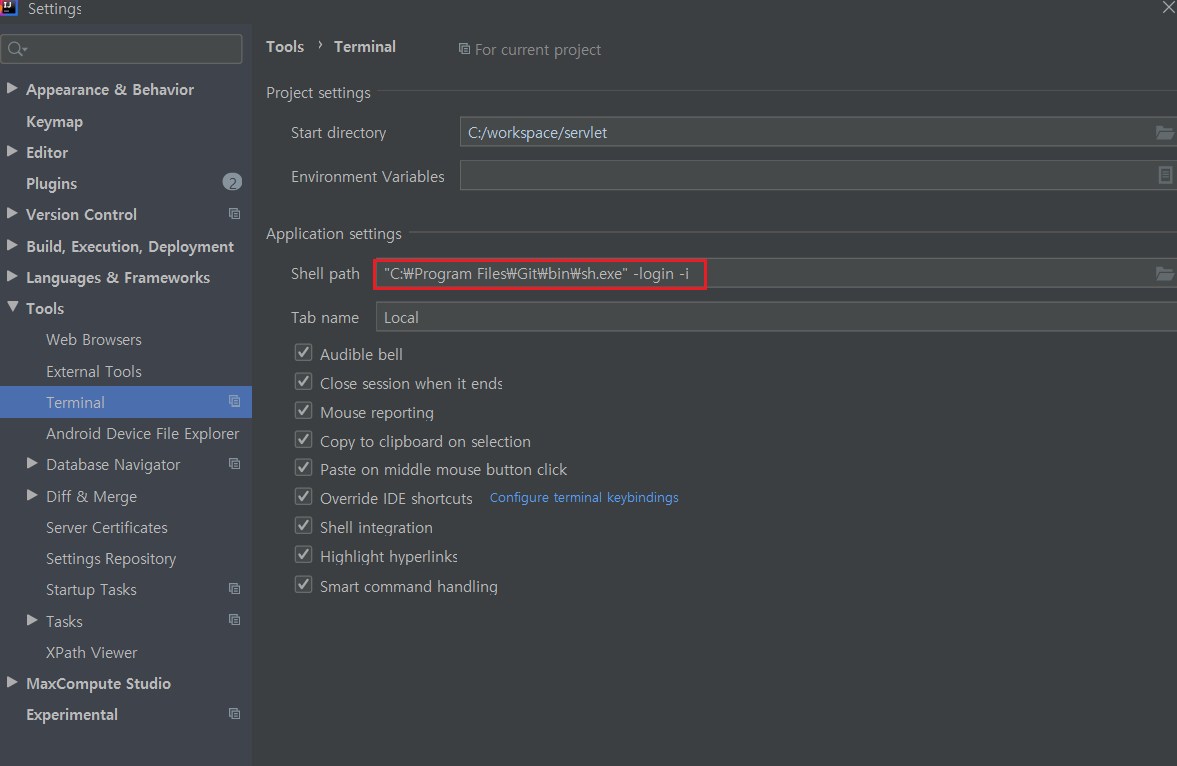 Settings
Tools › Terminal For current project
Appearance & Behavior
Keymap
Editor
Plugins 2
Version Control
Build, Execution, Deployment
Languages & Frameworks
Tools
Web Browsers
External Tools
Terminal
Android Device File Explorer
Database Navigator
Diff & Merge
Server Certificates
Settings Repository
Startup Tasks
Tasks
XPath Viewer
MaxCompute Studio
Experimental
Project settings
Start directory C:/workspace/servlet
Environment Variables
Application settings
Shell path "C:₩Program Files₩Git₩bin₩sh.exe" -login -i
Tab name Local
Audible bell
Close session when it ends
Mouse reporting
Copy to clipboard on selection
Paste on middle mouse button click
Override IDE shortcuts Configure terminal keybindings
Shell integration
Highlight hyperlinks
Smart command handling